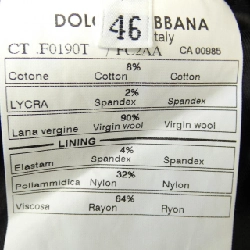 DOLC 46 BBANA
Italy
CT F0190T / FU2AA CA 00985
8%
Cotone Cotton Cotton
2%
LYCRA Spandex Spandex
90%
Lana vergine Virgin wool Virgin wool
LINING
4%
Elastam Spandex Spandex
32%
Poliammidica Nylon Nylon
64%
Viscosa Rayon Ryon